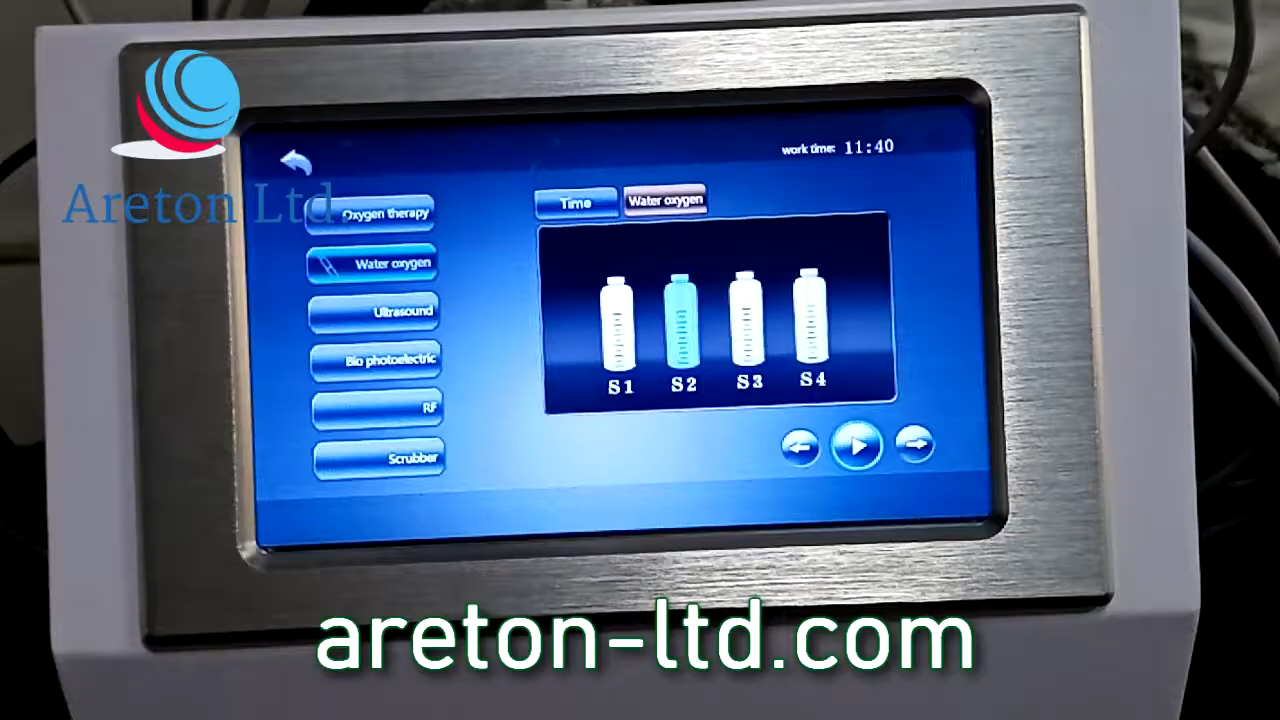 Areton Ltd.
work time: 11:40
Oxygen therapy
Water oxygen
Ultrasound
Bio photoelectric
RF
Scrubber
Time
Water oxygen
S1
S2
S3
S4
areton-ltd.com